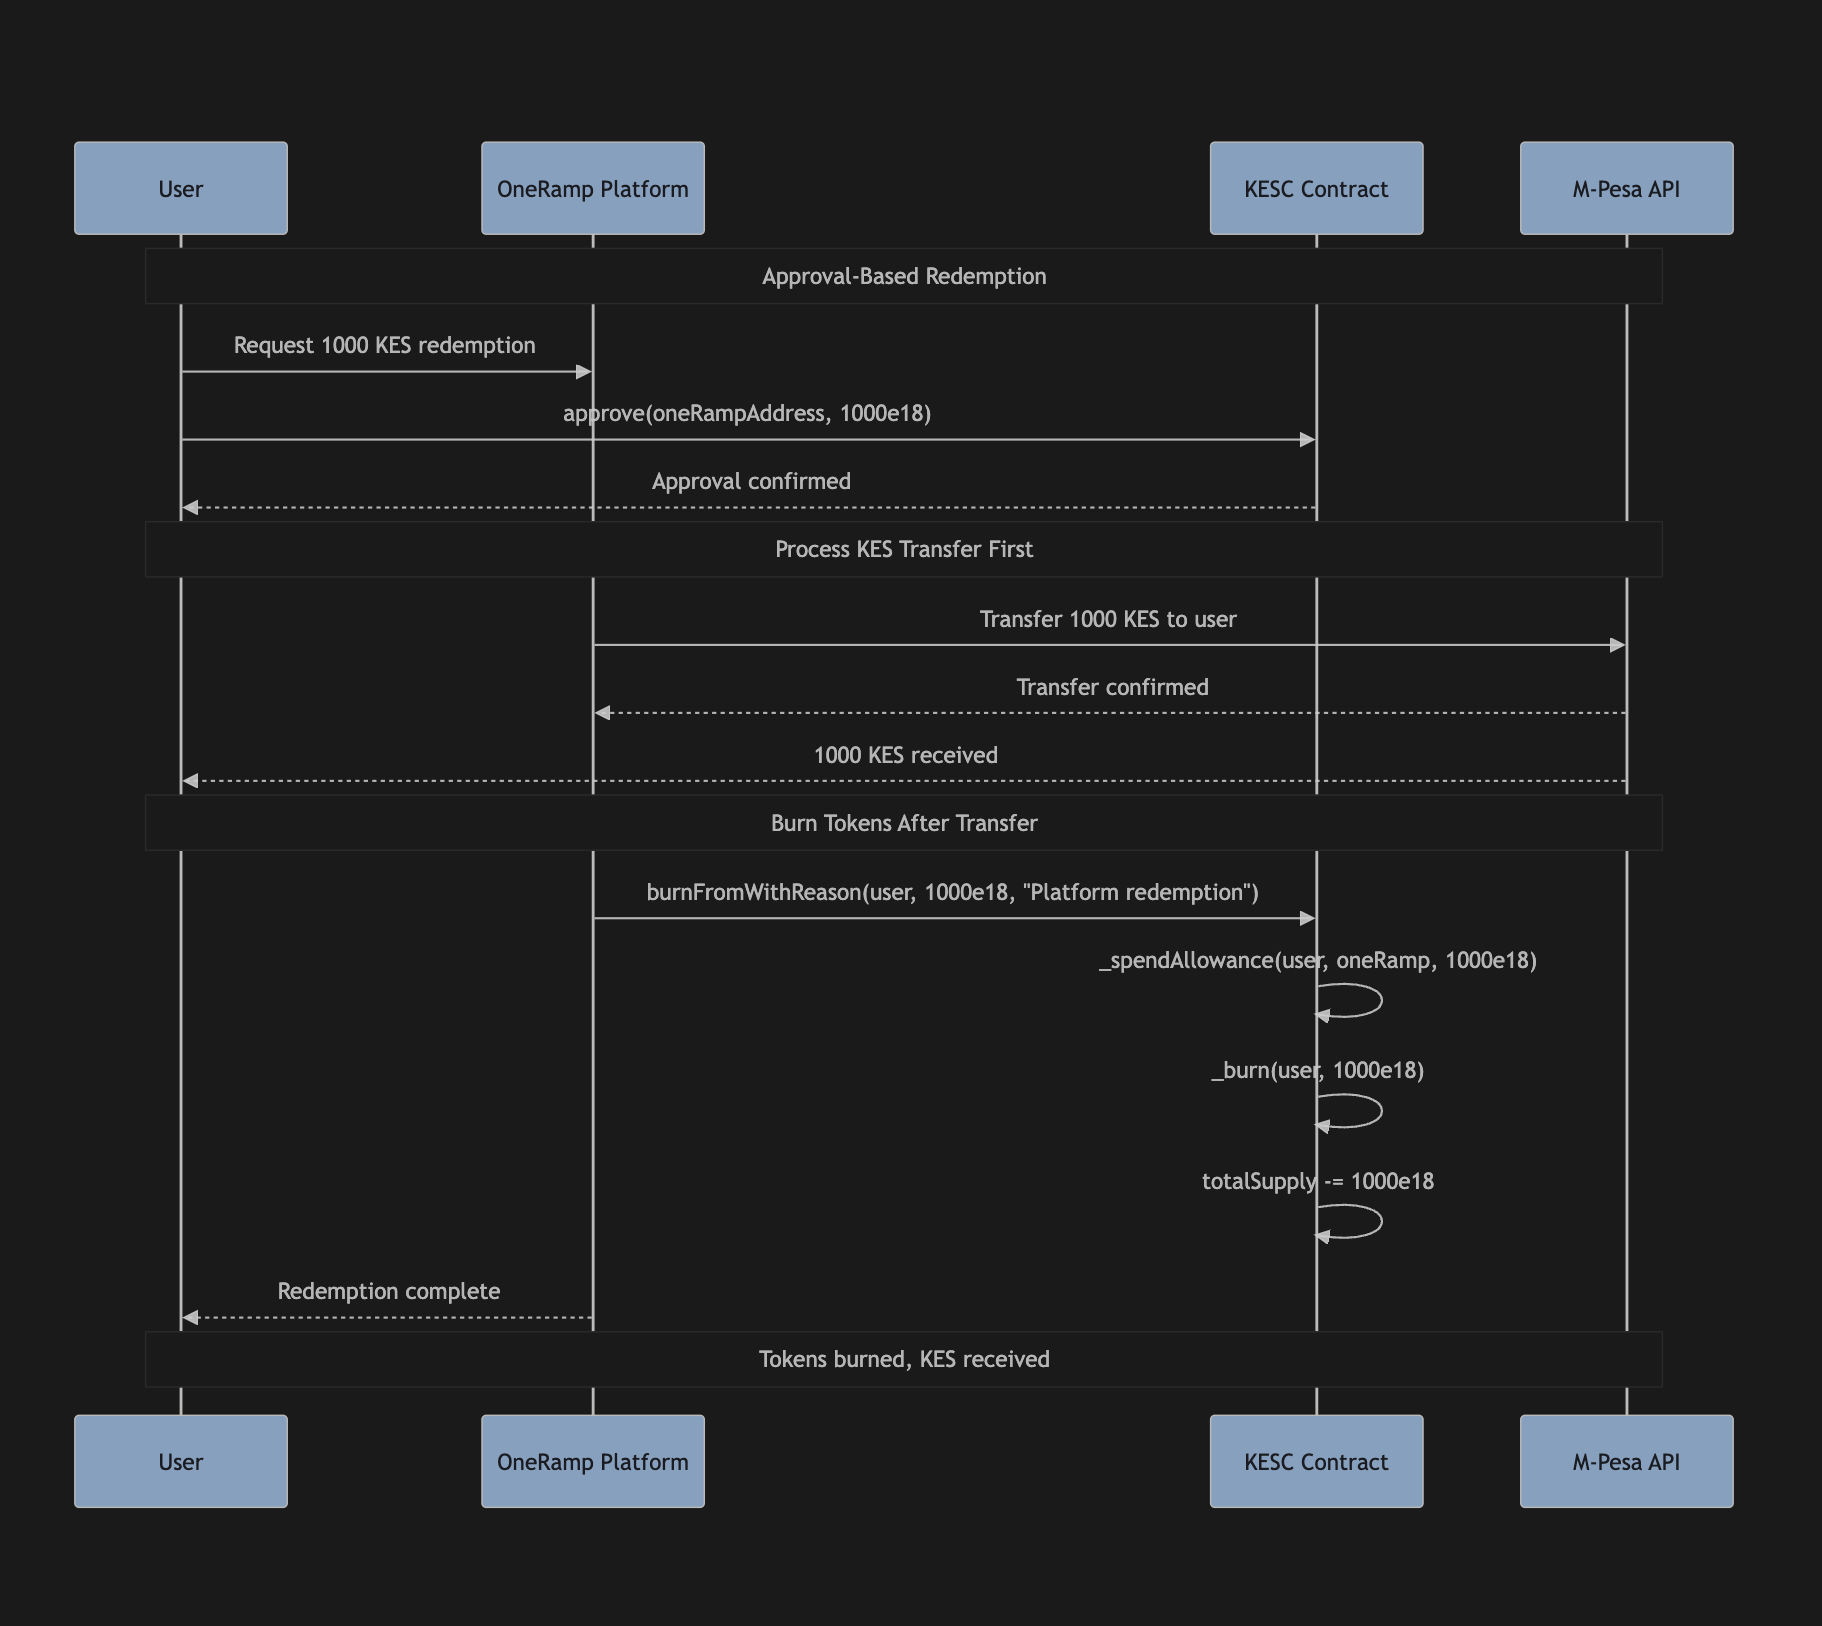 User
OneRamp Platform
KESC Contract
M-Pesa API
Approval-Based Redemption
Request 1000 KES redemption
approve(oneRampAddress, 1000e18)
Approval confirmed
Process KES Transfer First
Transfer 1000 KES to user
Transfer confirmed
1000 KES received
Burn Tokens After Transfer
burnFromWithReason(user, 1000e18, "Platform redemption")
_spendAllowance(user, oneRamp, 1000e18)
_burn(user, 1000e18)
totalSupply -= 1000e18
Redemption complete
Tokens burned, KES received
User
OneRamp Platform
KESC Contract
M-Pesa API